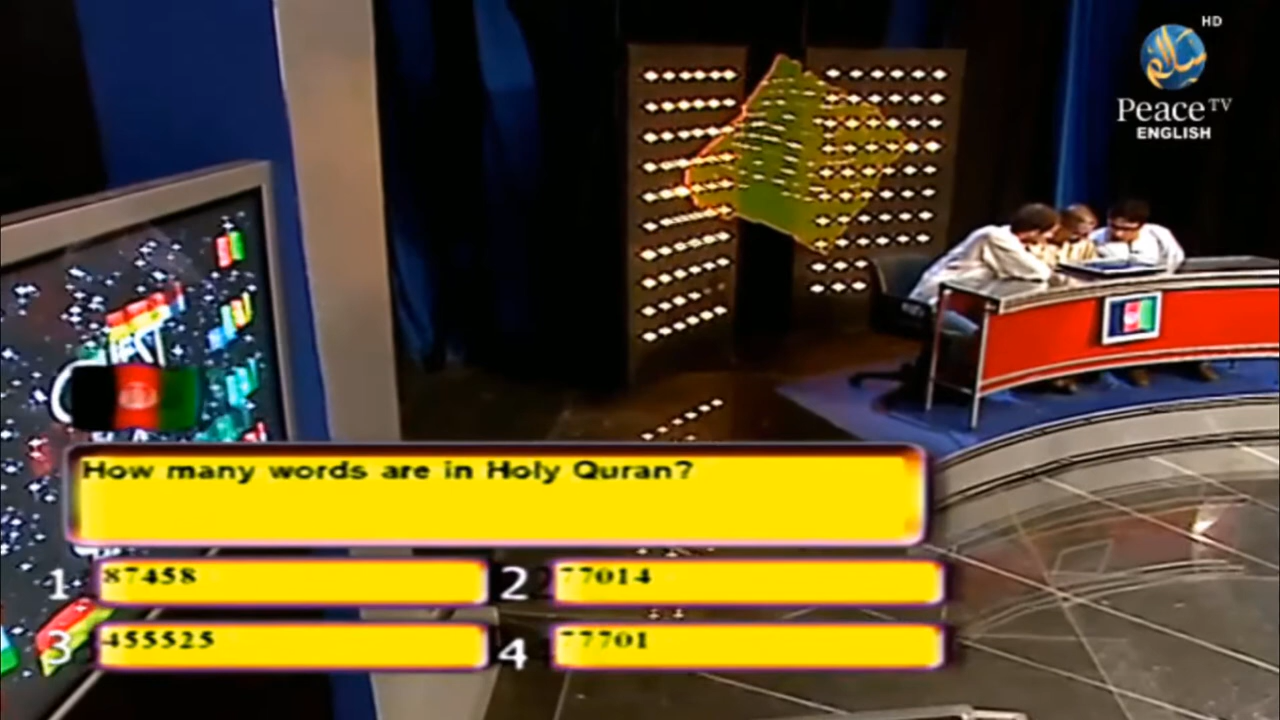 HD
Peace TV
ENGLISH
How many words are in Holy Quran?
1 87458
2 77014
3 455525
4 77701